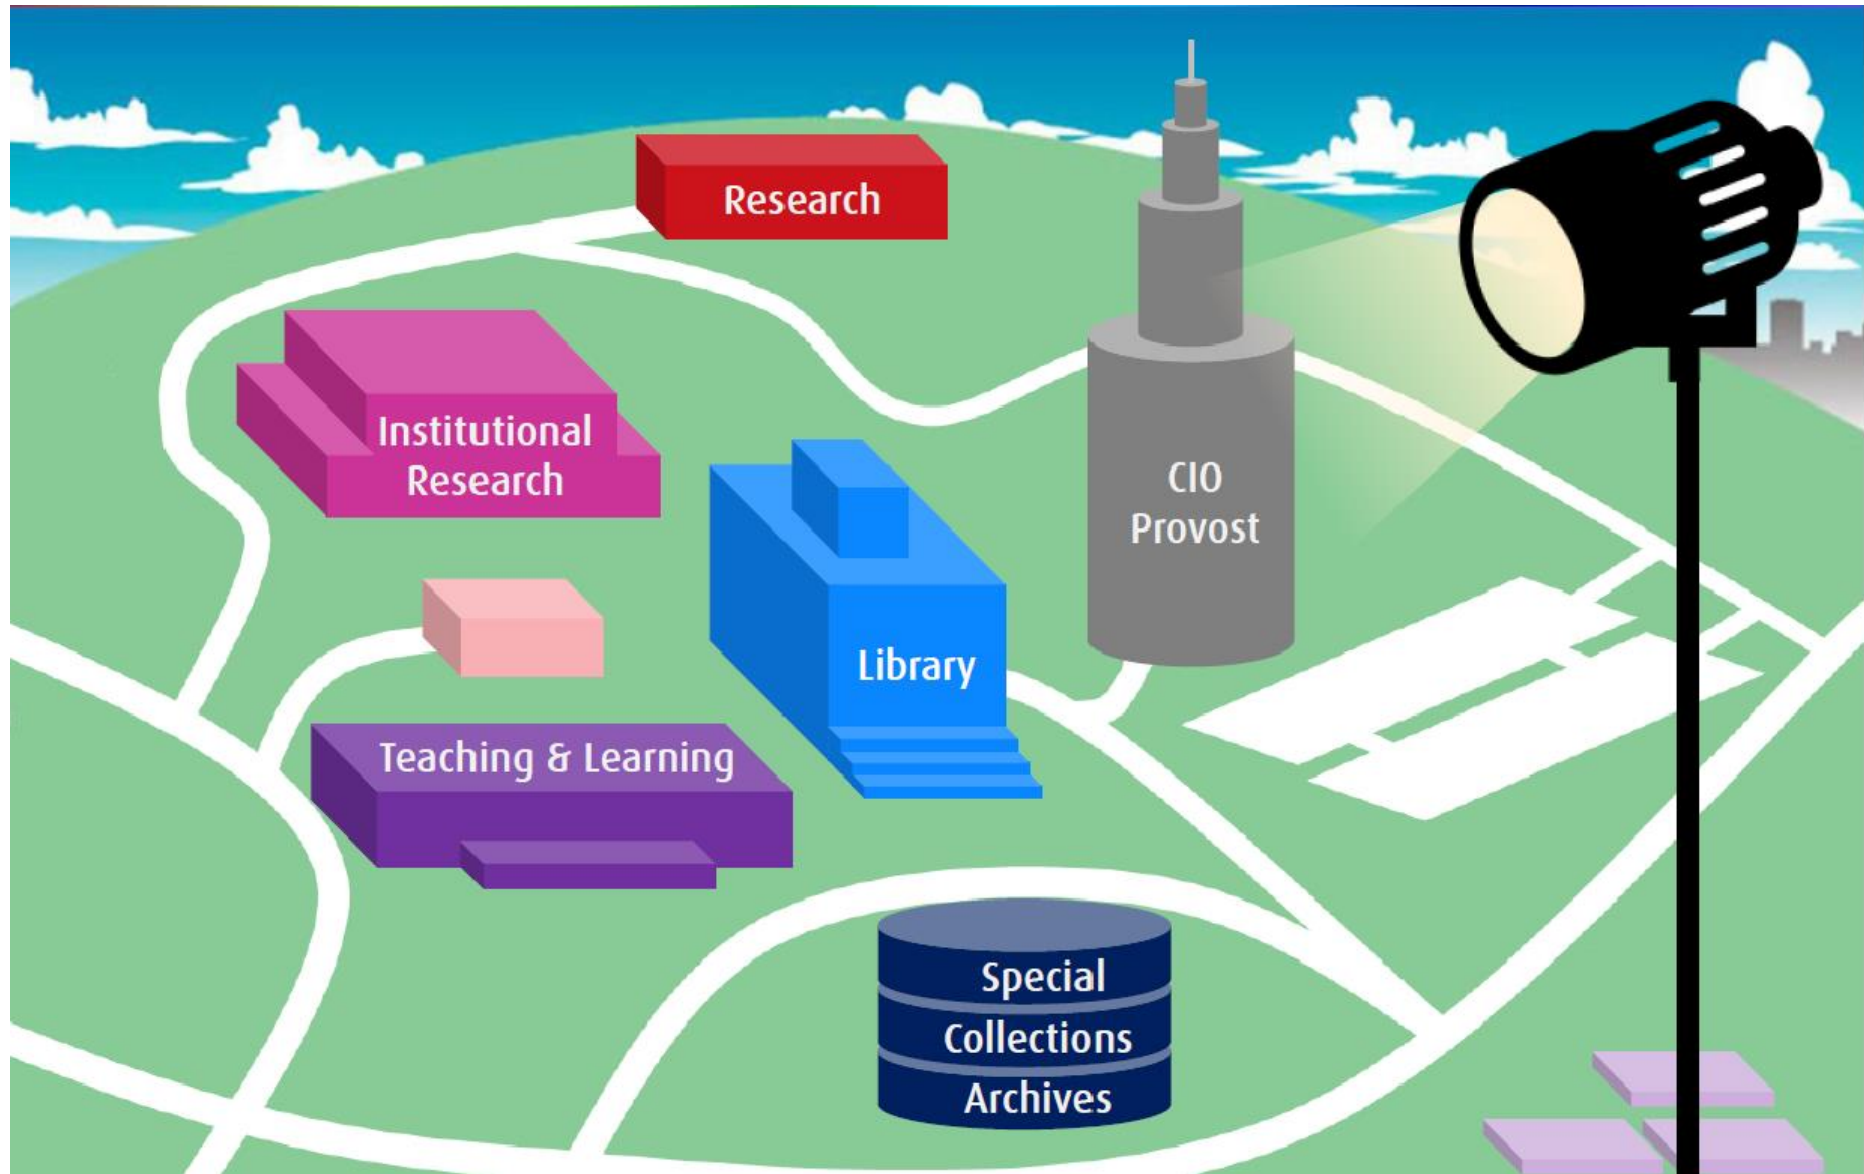 Research
Institutional
Research
CIO
Provost
Library
Teaching & Learning
Special
Collections
Archives